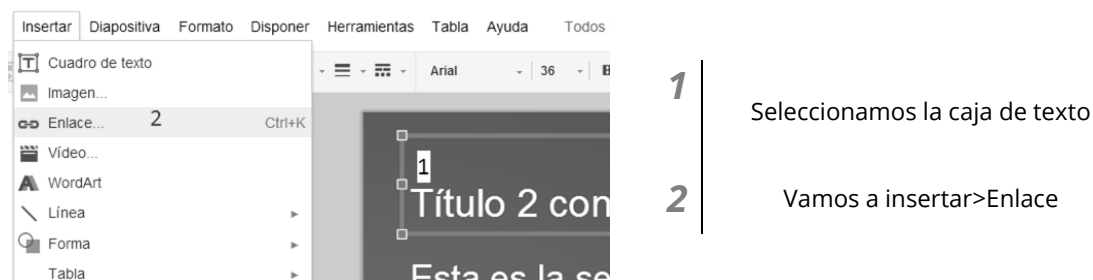 Insertar Diapositiva Formato Disponer Herramientas Tabla Ayuda Todos
Cuadro de texto
Arial 36 B
Imagen...
Enlace... 2 Ctrl+K
Vídeo...
WordArt
Línea
Forma
Tabla
1
Título 2 con
Esta es la se
1
Seleccionamos la caja de texto
2
Vamos a insertar>Enlace